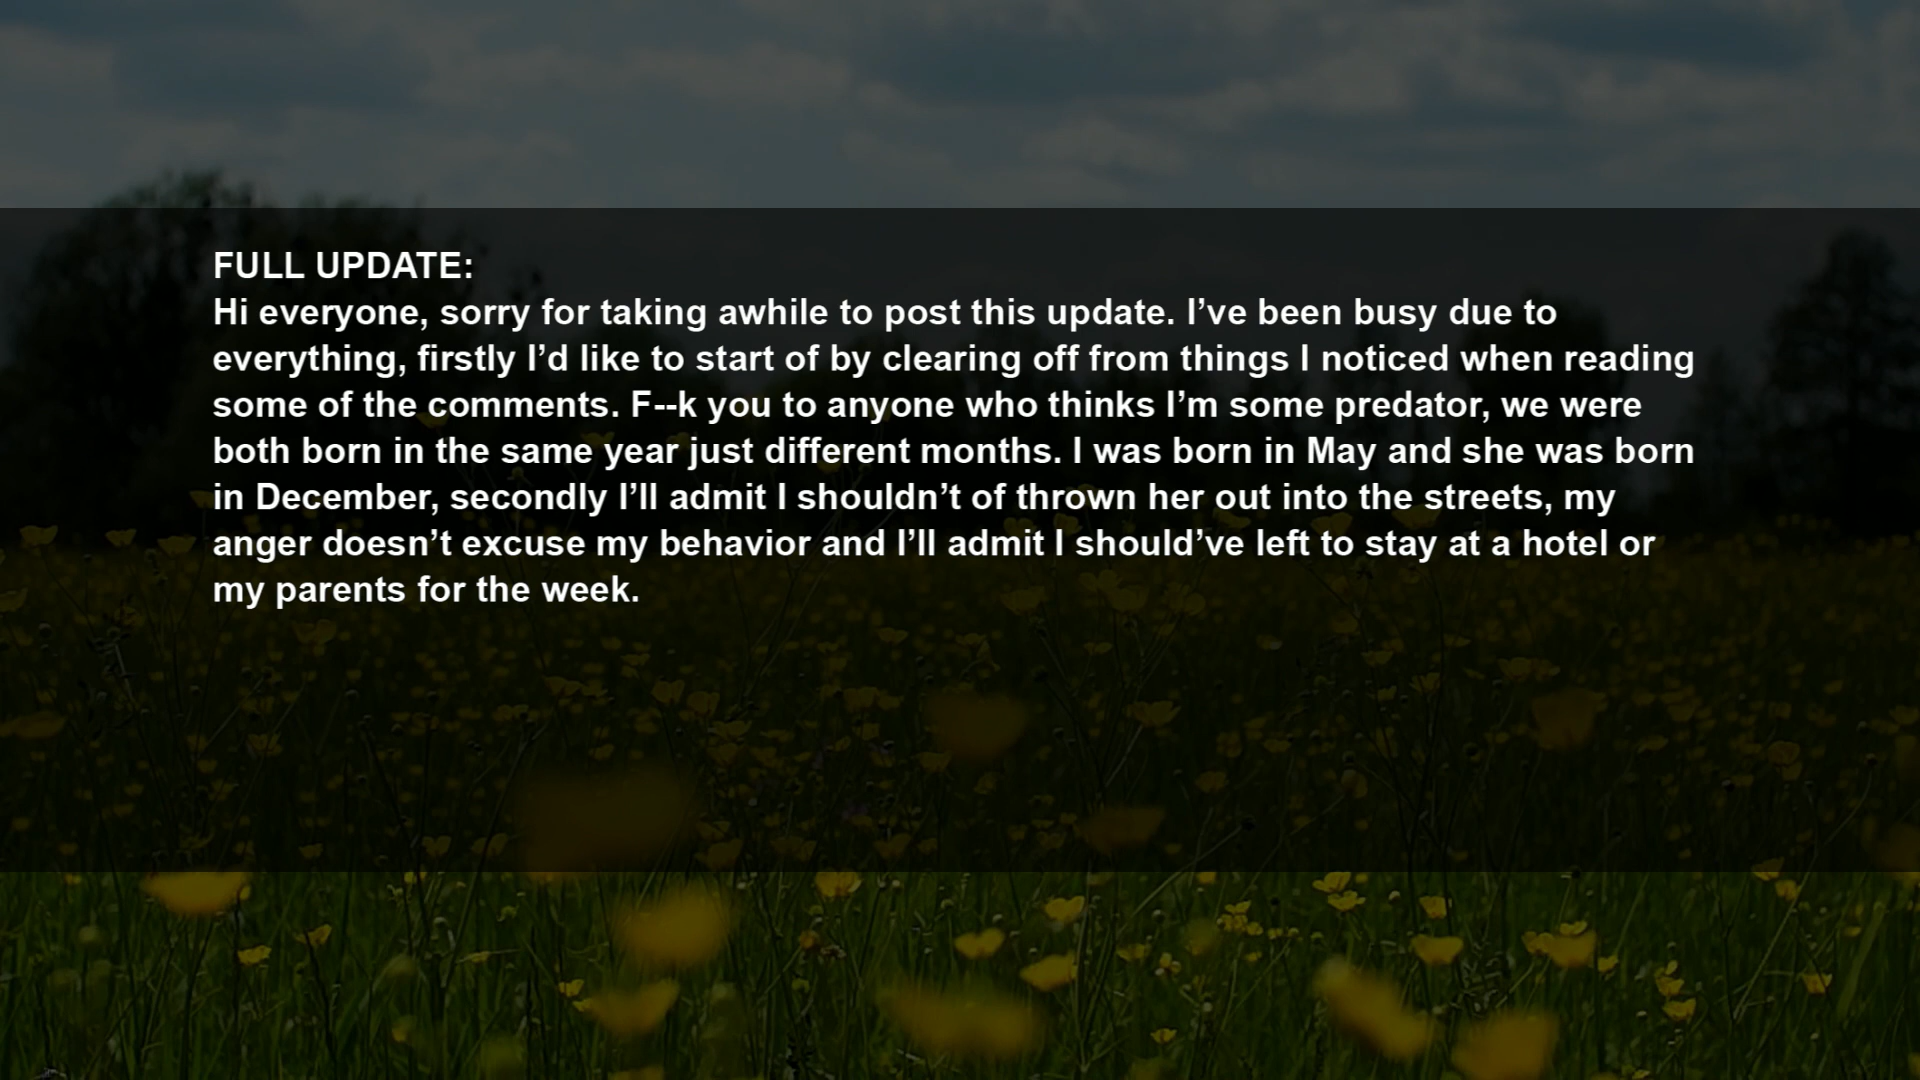 FULL UPDATE:
Hi everyone, sorry for taking awhile to post this update. I’ve been busy due to
everything, firstly I’d like to start of by clearing off from things I noticed when reading
some of the comments. F--k you to anyone who thinks I’m some predator, we were
both born in the same year just different months. I was born in May and she was born
in December, secondly I’ll admit I shouldn’t of thrown her out into the streets, my
anger doesn’t excuse my behavior and I’ll admit I should’ve left to stay at a hotel or
my parents for the week.